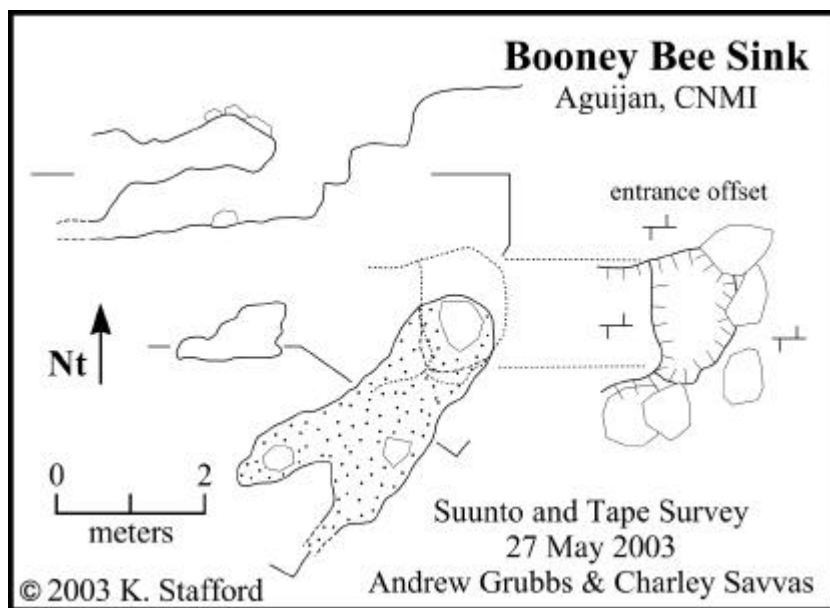 Booney Bee Sink
Aguijan, CNMI
entrance offset
Nt
0 2
meters
Suunto and Tape Survey
27 May 2003
Andrew Grubbs & Charley Savvas
© 2003 K. Stafford